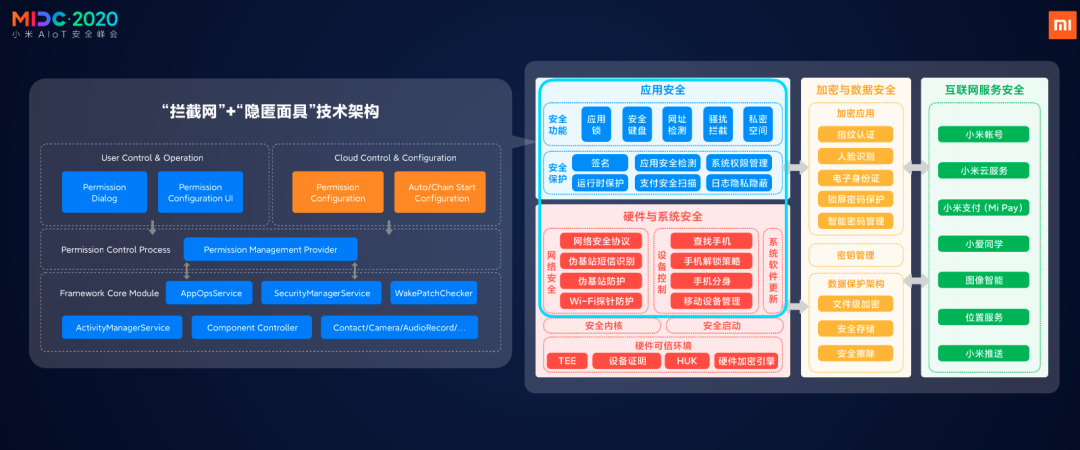 MIDC·2020
小米 AIoT 安全峰会
MI
“拦截网”+“隐匿面具”技术架构
User Control & Operation
Cloud Control & Configuration
Permission
Dialog
Permission
Configuration UI
Permission
Configuration
Auto/Chain Start
Configuration
Permission Control Process
Permission Management Provider
Framework Core Module
AppOpsService
SecurityManagerService
WakePatchChecker
ActivityManagerService
Component Controller
Contact/Camera/AudioRecord/...
应用安全
安全
功能
应用
锁
安全
键盘
网址
检测
骚扰
拦截
私密
空间
安全
保护
签名
应用安全检测
系统权限管理
运行时保护
支付安全扫描
日志隐私隐蔽
硬件与系统安全
网络安全
网络安全协议
伪基站短信识别
伪基站防护
Wi-Fi探针防护
设备控制
查找手机
手机解锁策略
手机分身
移动设备管理
系统软件更新
安全内核
安全启动
硬件可信环境
TEE
设备证明
HUK
硬件加密引擎
加密与数据安全
加密应用
指纹认证
人脸识别
电子身份证
锁屏密码保护
智能密码管理
密钥管理
数据保护架构
文件级加密
安全存储
安全擦除
互联网服务安全
小米帐号
小米云服务
小米支付 (Mi Pay)
小爱同学
图像智能
位置服务
小米推送